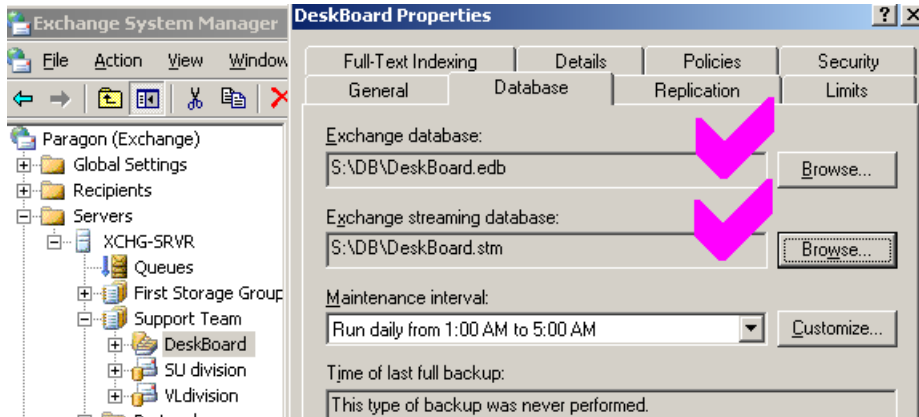 Exchange System Manager
File Action View Window
Paragon (Exchange)
Global Settings
Recipients
Servers
XCHG-SRVR
Queues
First Storage Group
Support Team
DeskBoard
SU division
VLdivision
DeskBoard Properties
Full-Text Indexing Details Policies Security
General Database Replication Limits
Exchange database:
S:\DB\DeskBoard.edb Browse...
Exchange streaming database:
S:\DB\DeskBoard.stm Browse...
Maintenance interval:
Run daily from 1:00 AM to 5:00 AM Customize...
Time of last full backup:
This type of backup was never performed.